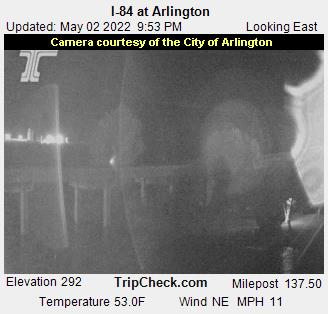 I-84 at Arlington
Updated: May 02 2022 9:53 PM Looking East
Camera courtesy of the City of Arlington
Elevation 292 TripCheck.com Milepost 137.50
Temperature 53.0F Wind NE MPH 11